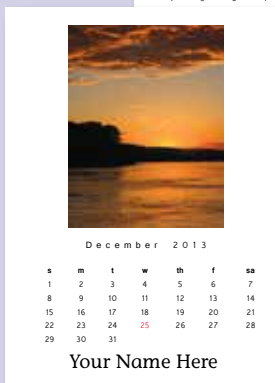 December 2013
s m t w th f sa
1 2 3 4 5 6 7
8 9 10 11 12 13 14
15 16 17 18 19 20 21
22 23 24 25 26 27 28
29 30 31
Your Name Here